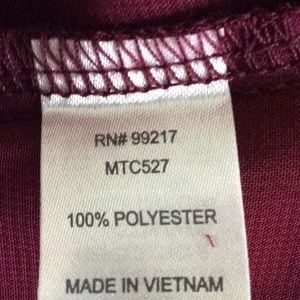 RN# 99217
MTC527
100% POLYESTER
MADE IN VIETNAM